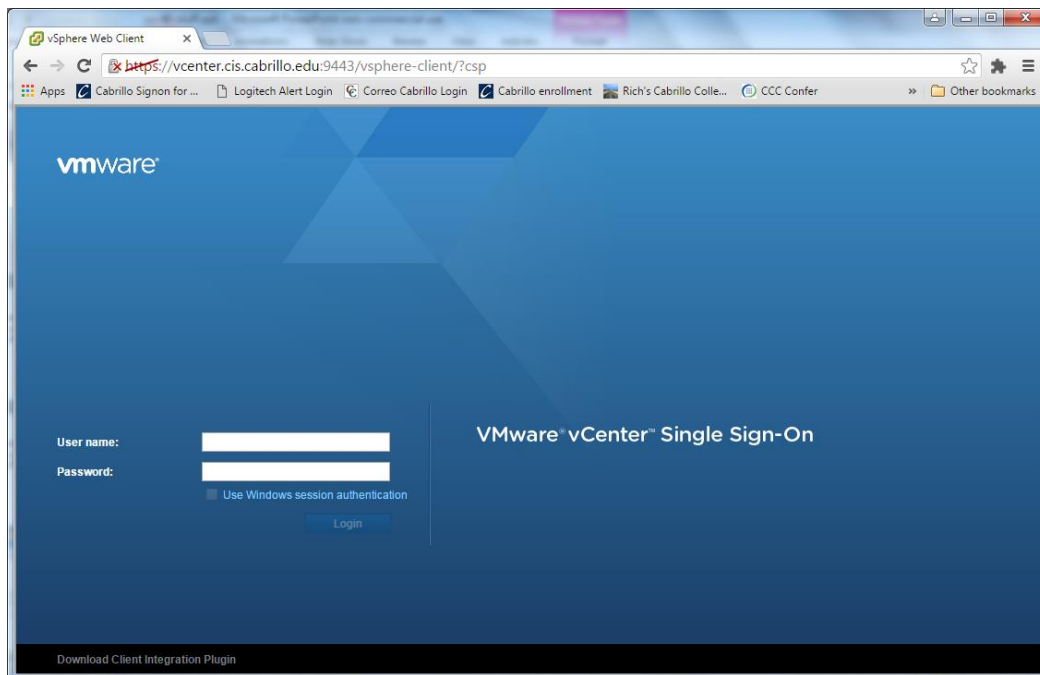 vSphere Web Client
https://vcenter.cis.cabrillo.edu:9443/vsphere-client/?csp
Apps Cabrillo Signon for ... Logitech Alert Login Correo Cabrillo Login Cabrillo enrollment Rich's Cabrillo Colle... CCC Confer » Other bookmarks
vmware®
User name:
VMware® vCenter™ Single Sign-On
Password:
Use Windows session authentication
Login
Download Client Integration Plugin